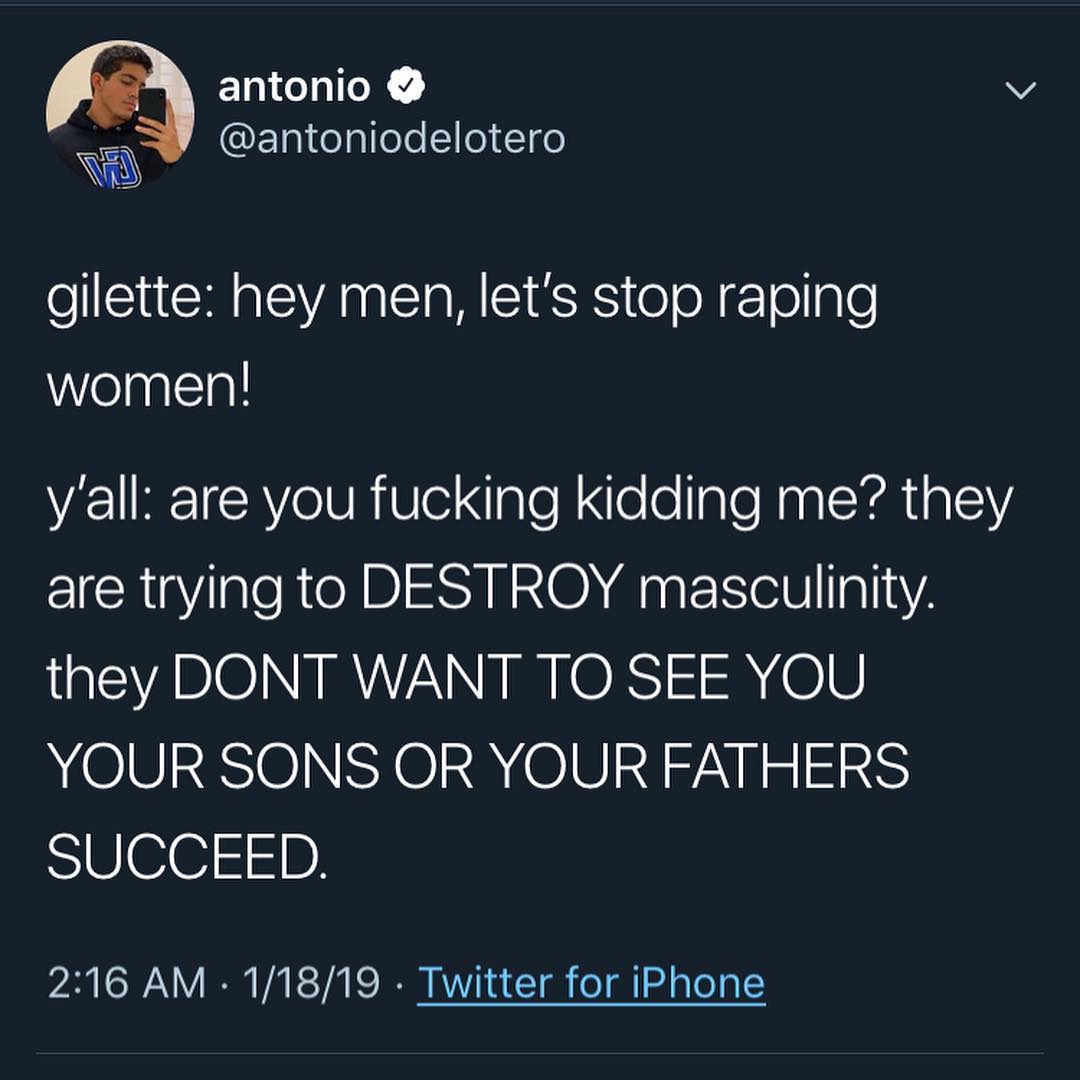 antonio
@antoniodelotero
gilette: hey men, let’s stop raping
women!
y’all: are you fucking kidding me? they
are trying to DESTROY masculinity.
they DONT WANT TO SEE YOU
YOUR SONS OR YOUR FATHERS
SUCCEED.
2:16 AM · 1/18/19 · Twitter for iPhone